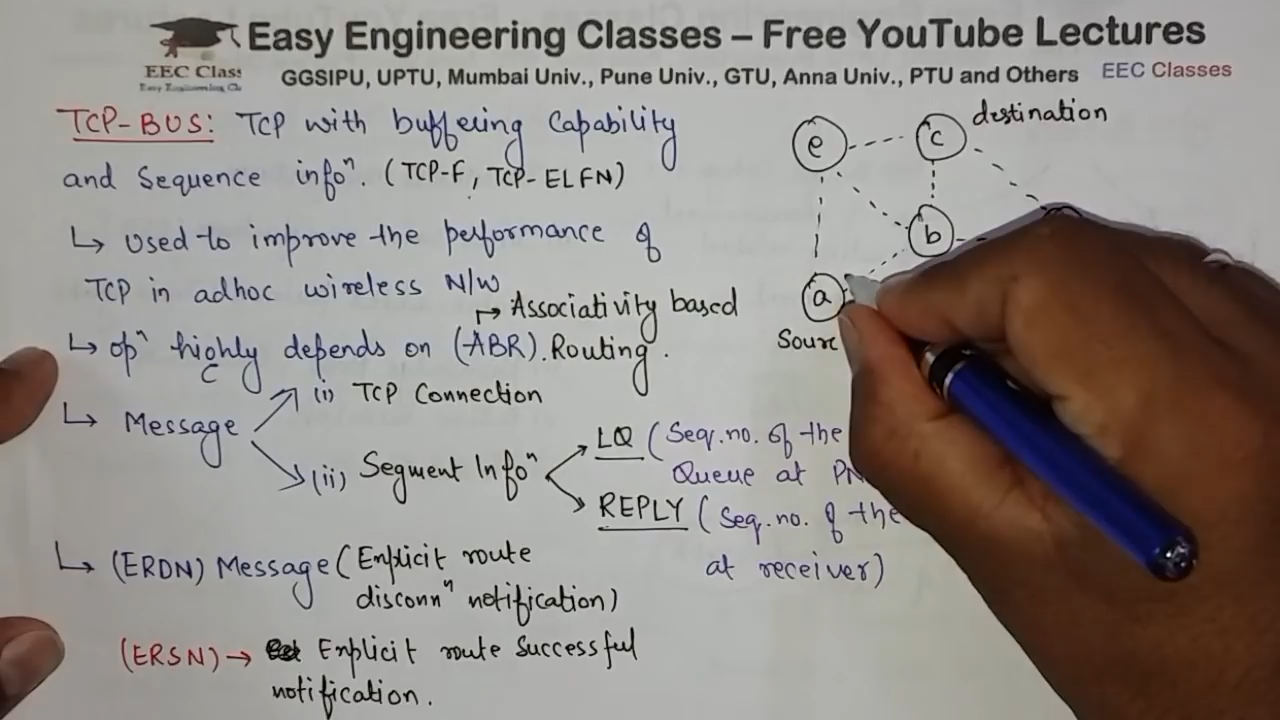 Easy Engineering Classes – Free YouTube Lectures
EEC Class
GGSIPU, UPTU, Mumbai Univ., Pune Univ., GTU, Anna Univ., PTU and Others
EEC Classes
TCP-BUS: TCP with buffering Capability
and Sequence infoⁿ. (TCP-F, TCP-ELFN)
↳ Used to improve the performance of
TCP in adhoc wireless N/W
↱ Associativity based
↳ opⁿ highly depends on (ABR). Routing.
↳ Message
(i) TCP Connection
(ii) Segment Infoⁿ
LQ (Seq. no. of the
Queue at PN
REPLY (Seq. no. of the
at receiver)
↳ (ERDN) Message (Explicit route
disconnⁿ notification)
(ERSN) → Explicit route Successful
notification.
e
c
destination
b
a
Sourc